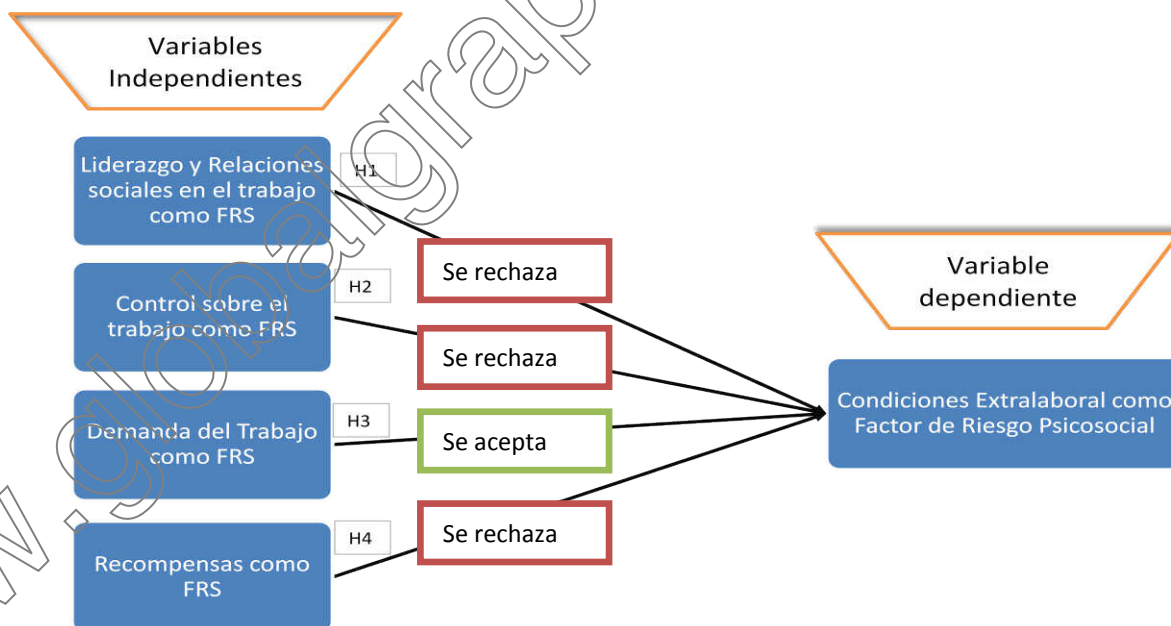 Variables
Independientes
Liderazgo y Relaciones
sociales en el trabajo
como FRS
H1
Se rechaza
Control sobre el
trabajo como FRS
H2
Se rechaza
Demanda del Trabajo
como FRS
H3
Se acepta
Recompensas como
FRS
H4
Se rechaza
Variable
dependiente
Condiciones Extralaboral como
Factor de Riesgo Psicosocial
w.globalgrap